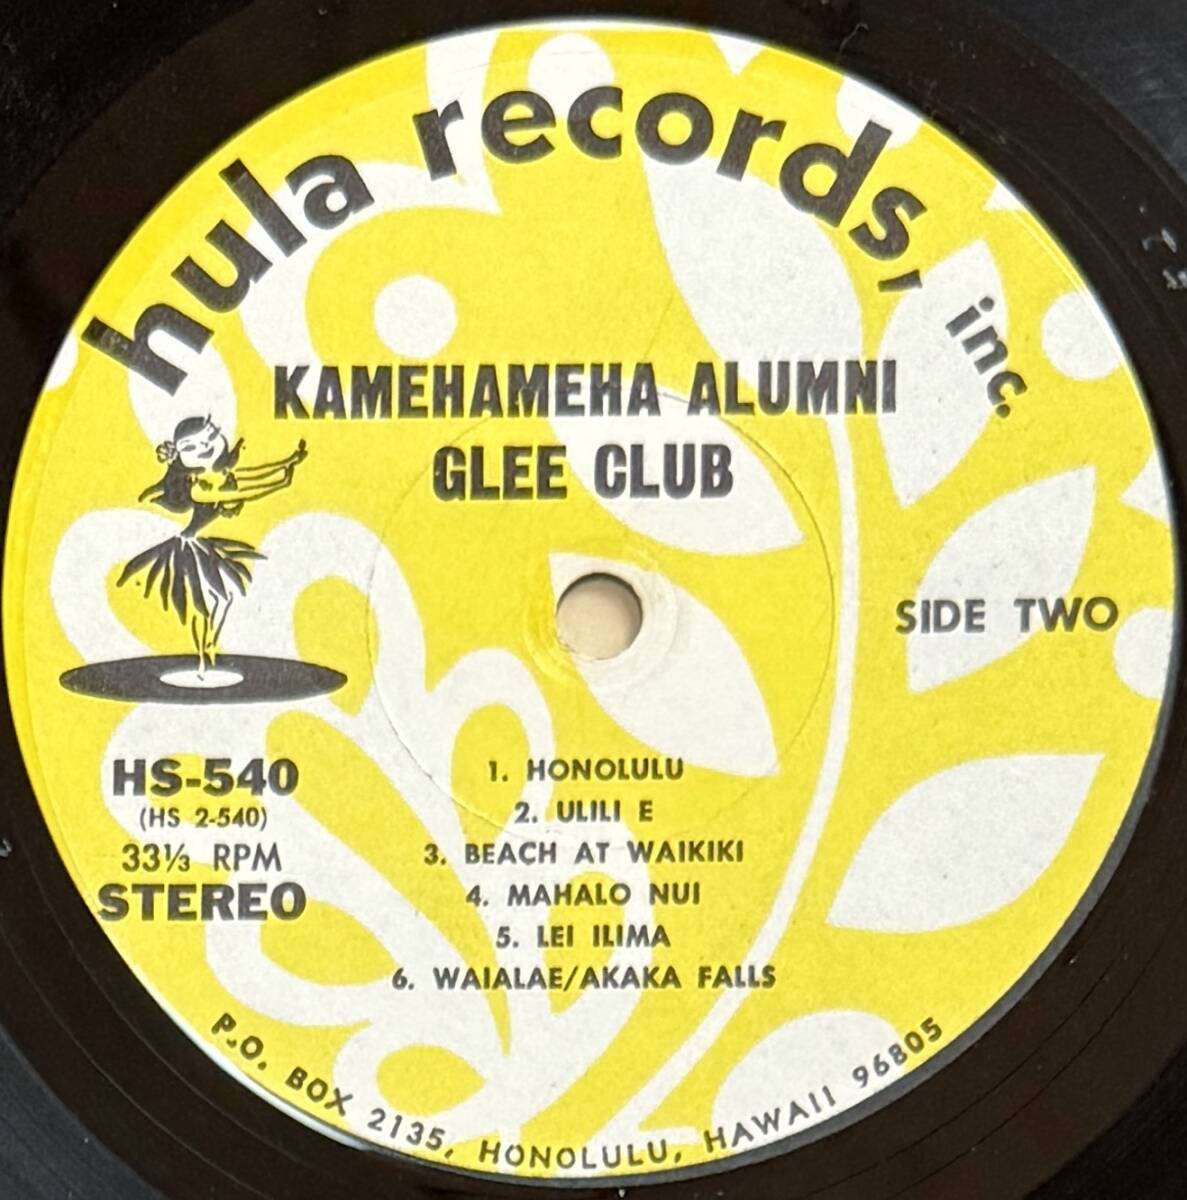 hula records, inc.
KAMEHAMEHA ALUMNI
GLEE CLUB
SIDE TWO
HS-540
(HS 2-540)
33⅓ RPM
STEREO
1. HONOLULU
2. ULILI E
3. BEACH AT WAIKIKI
4. MAHALO NUI
5. LEI ILIMA
6. WAIALAE/AKAKA FALLS
P.O. BOX 2135, HONOLULU, HAWAII 96805